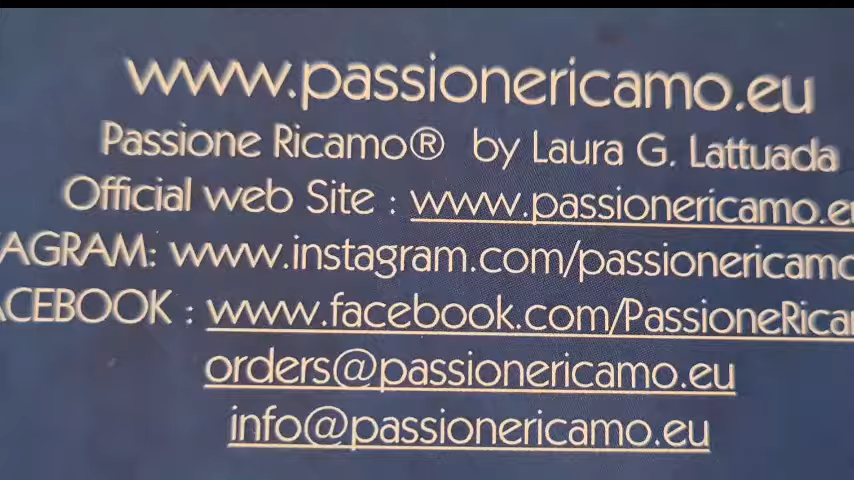 www.passionericamo.eu
Passione Ricamo® by Laura G. Lattuada
Official web Site : www.passionericamo.e
AGRAM: www.instagram.com/passionericamo
ACEBOOK : www.facebook.com/PassioneRica
orders@passionericamo.eu
info@passionericamo.eu